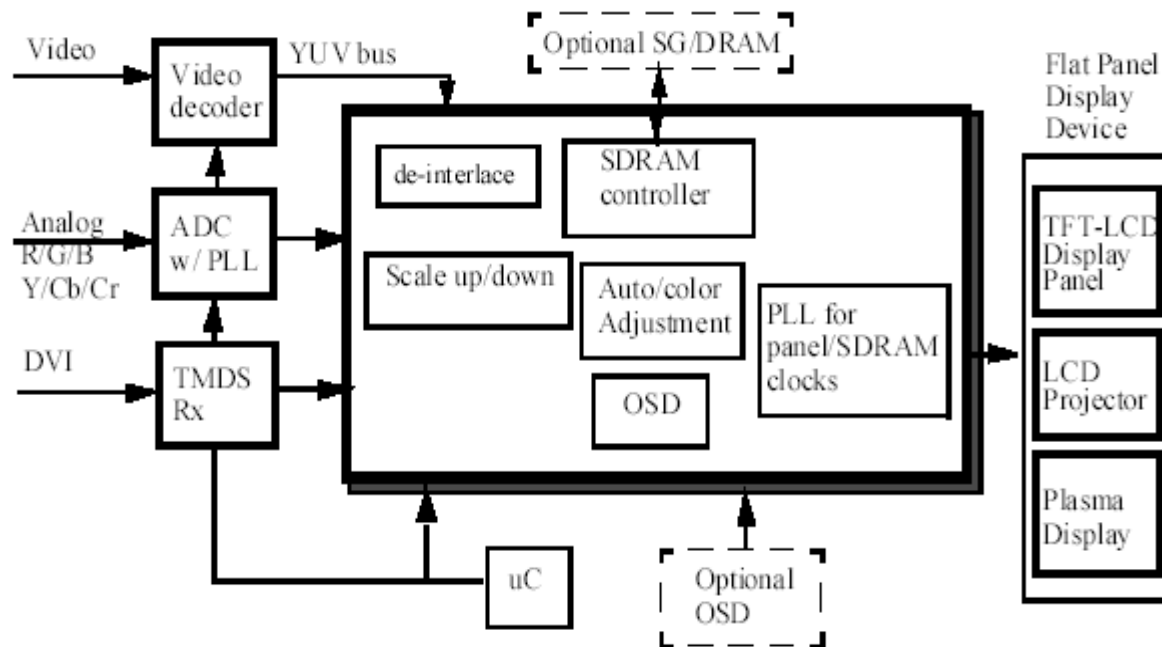 Video
Video
decoder
YUV bus
Optional SG/DRAM
Flat Panel
Display
Device
de-interlace
SDRAM
controller
Analog
R/G/B
Y/Cb/Cr
ADC
w/ PLL
Scale up/down
Auto/color
Adjustment
PLL for
panel/SDRAM
clocks
TFT-LCD
Display
Panel
DVI
TMDS
Rx
OSD
LCD
Projector
Plasma
Display
uC
Optional
OSD